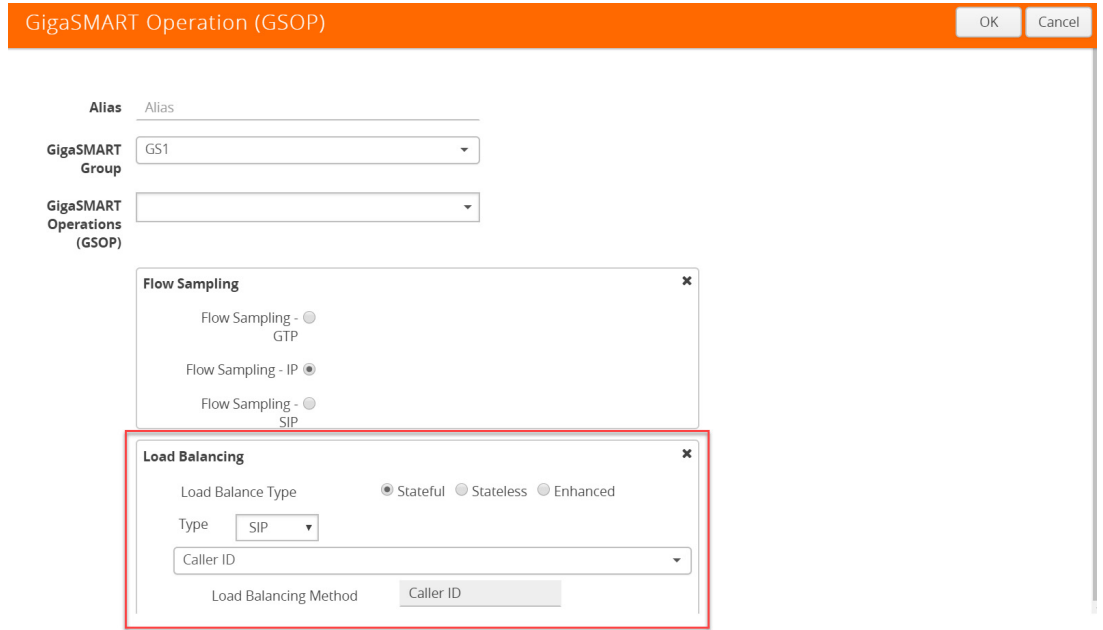 GigaSMART Operation (GSOP)
OK
Cancel
Alias
Alias
GigaSMART
Group
GS1
GigaSMART
Operations
(GSOP)
Flow Sampling
Flow Sampling -
GTP
Flow Sampling - IP
Flow Sampling -
SIP
Load Balancing
Load Balance Type
Stateful
Stateless
Enhanced
Type
SIP
Caller ID
Load Balancing Method
Caller ID